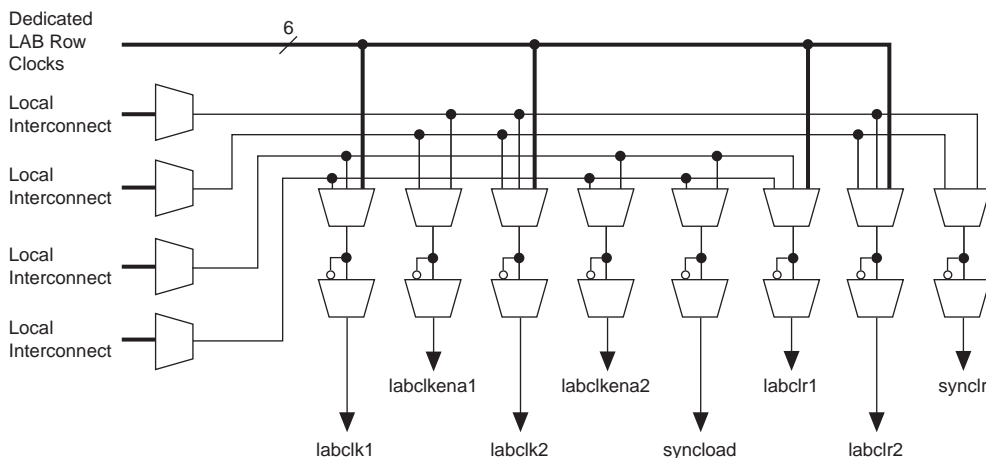 Dedicated
LAB Row
Clocks
6
Local
Interconnect
Local
Interconnect
Local
Interconnect
Local
Interconnect
labclkena1
labclkena2
labclr1
synclr
labclk1
labclk2
syncload
labclr2